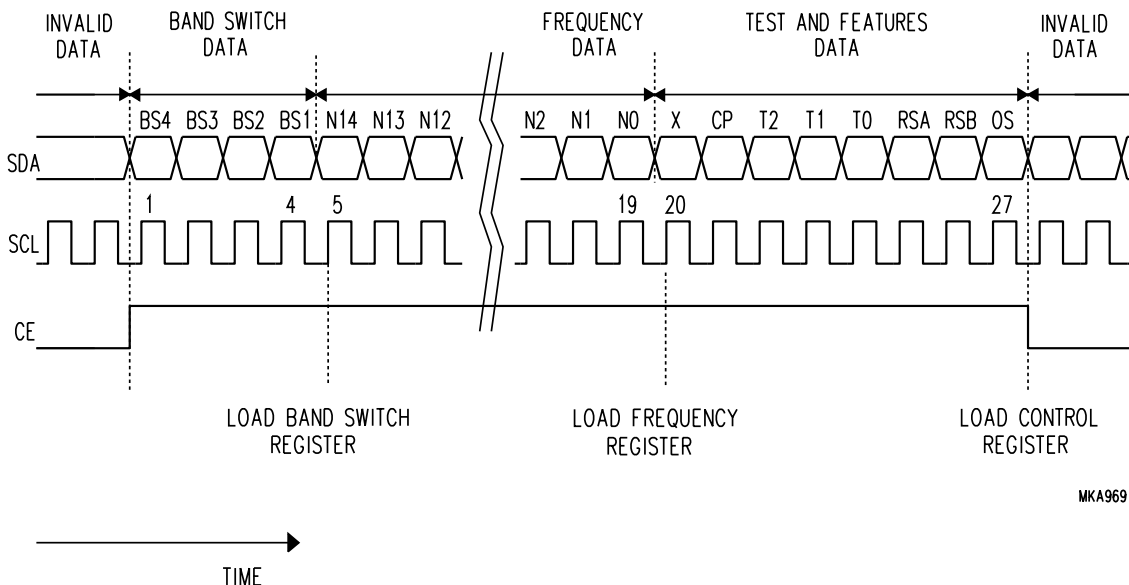 INVALID DATA
BAND SWITCH DATA
FREQUENCY DATA
TEST AND FEATURES DATA
INVALID DATA
BS4 BS3 BS2 BS1 N14 N13 N12 N2 N1 N0 X CP T2 T1 T0 RSA RSB OS
SDA
1 4 5 19 20 27
SCL
CE
LOAD BAND SWITCH REGISTER
LOAD FREQUENCY REGISTER
LOAD CONTROL REGISTER
MKA969
TIME